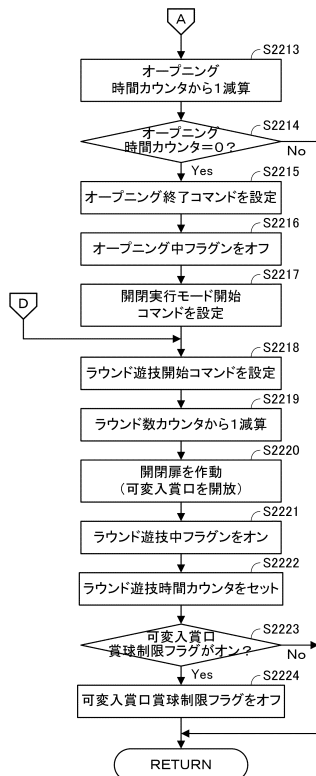 A
S2213
オープニング
時間カウンタから1減算
S2214
オープニング
時間カウンタ=0?
No
Yes
S2215
オープニング終了コマンドを設定
S2216
オープニング中フラグンをオフ
S2217
開閉実行モード開始
コマンドを設定
D
S2218
ラウンド遊技開始コマンドを設定
S2219
ラウンド数カウンタから1減算
S2220
開閉扉を作動
(可変入賞口を開放)
S2221
ラウンド遊技中フラグンをオン
S2222
ラウンド遊技時間カウンタをセット
S2223
可変入賞口
賞球制限フラグがオン?
No
Yes
S2224
可変入賞口賞球制限フラグをオフ
RETURN